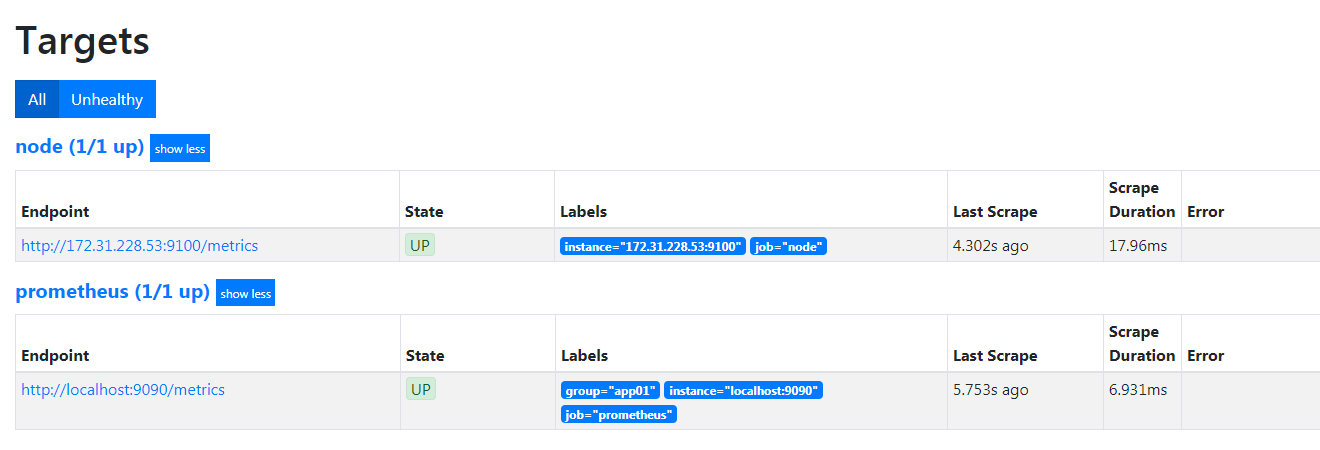 Targets
All Unhealthy
node (1/1 up) show less
Scrape
Endpoint State Labels Last Scrape Duration Error
http://172.31.228.53:9100/metrics UP instance="172.31.228.53:9100" job="node" 4.302s ago 17.96ms
prometheus (1/1 up) show less
Scrape
Endpoint State Labels Last Scrape Duration Error
http://localhost:9090/metrics UP group="app01" instance="localhost:9090" 5.753s ago 6.931ms
job="prometheus"